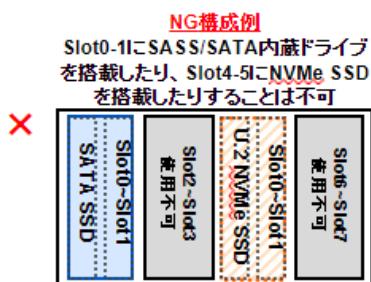 NG構成例
Slot0-1にSASS/SATA内蔵ドライブ
を搭載したり、Slot4-5にNVMe SSD
を搭載したりすることは不可
×
Slot0~Slot1
SATA SSD
Slot2~Slot3
使用不可
Slot0~Slot1
U.2 NVMe SSD
Slot6~Slot7
使用不可